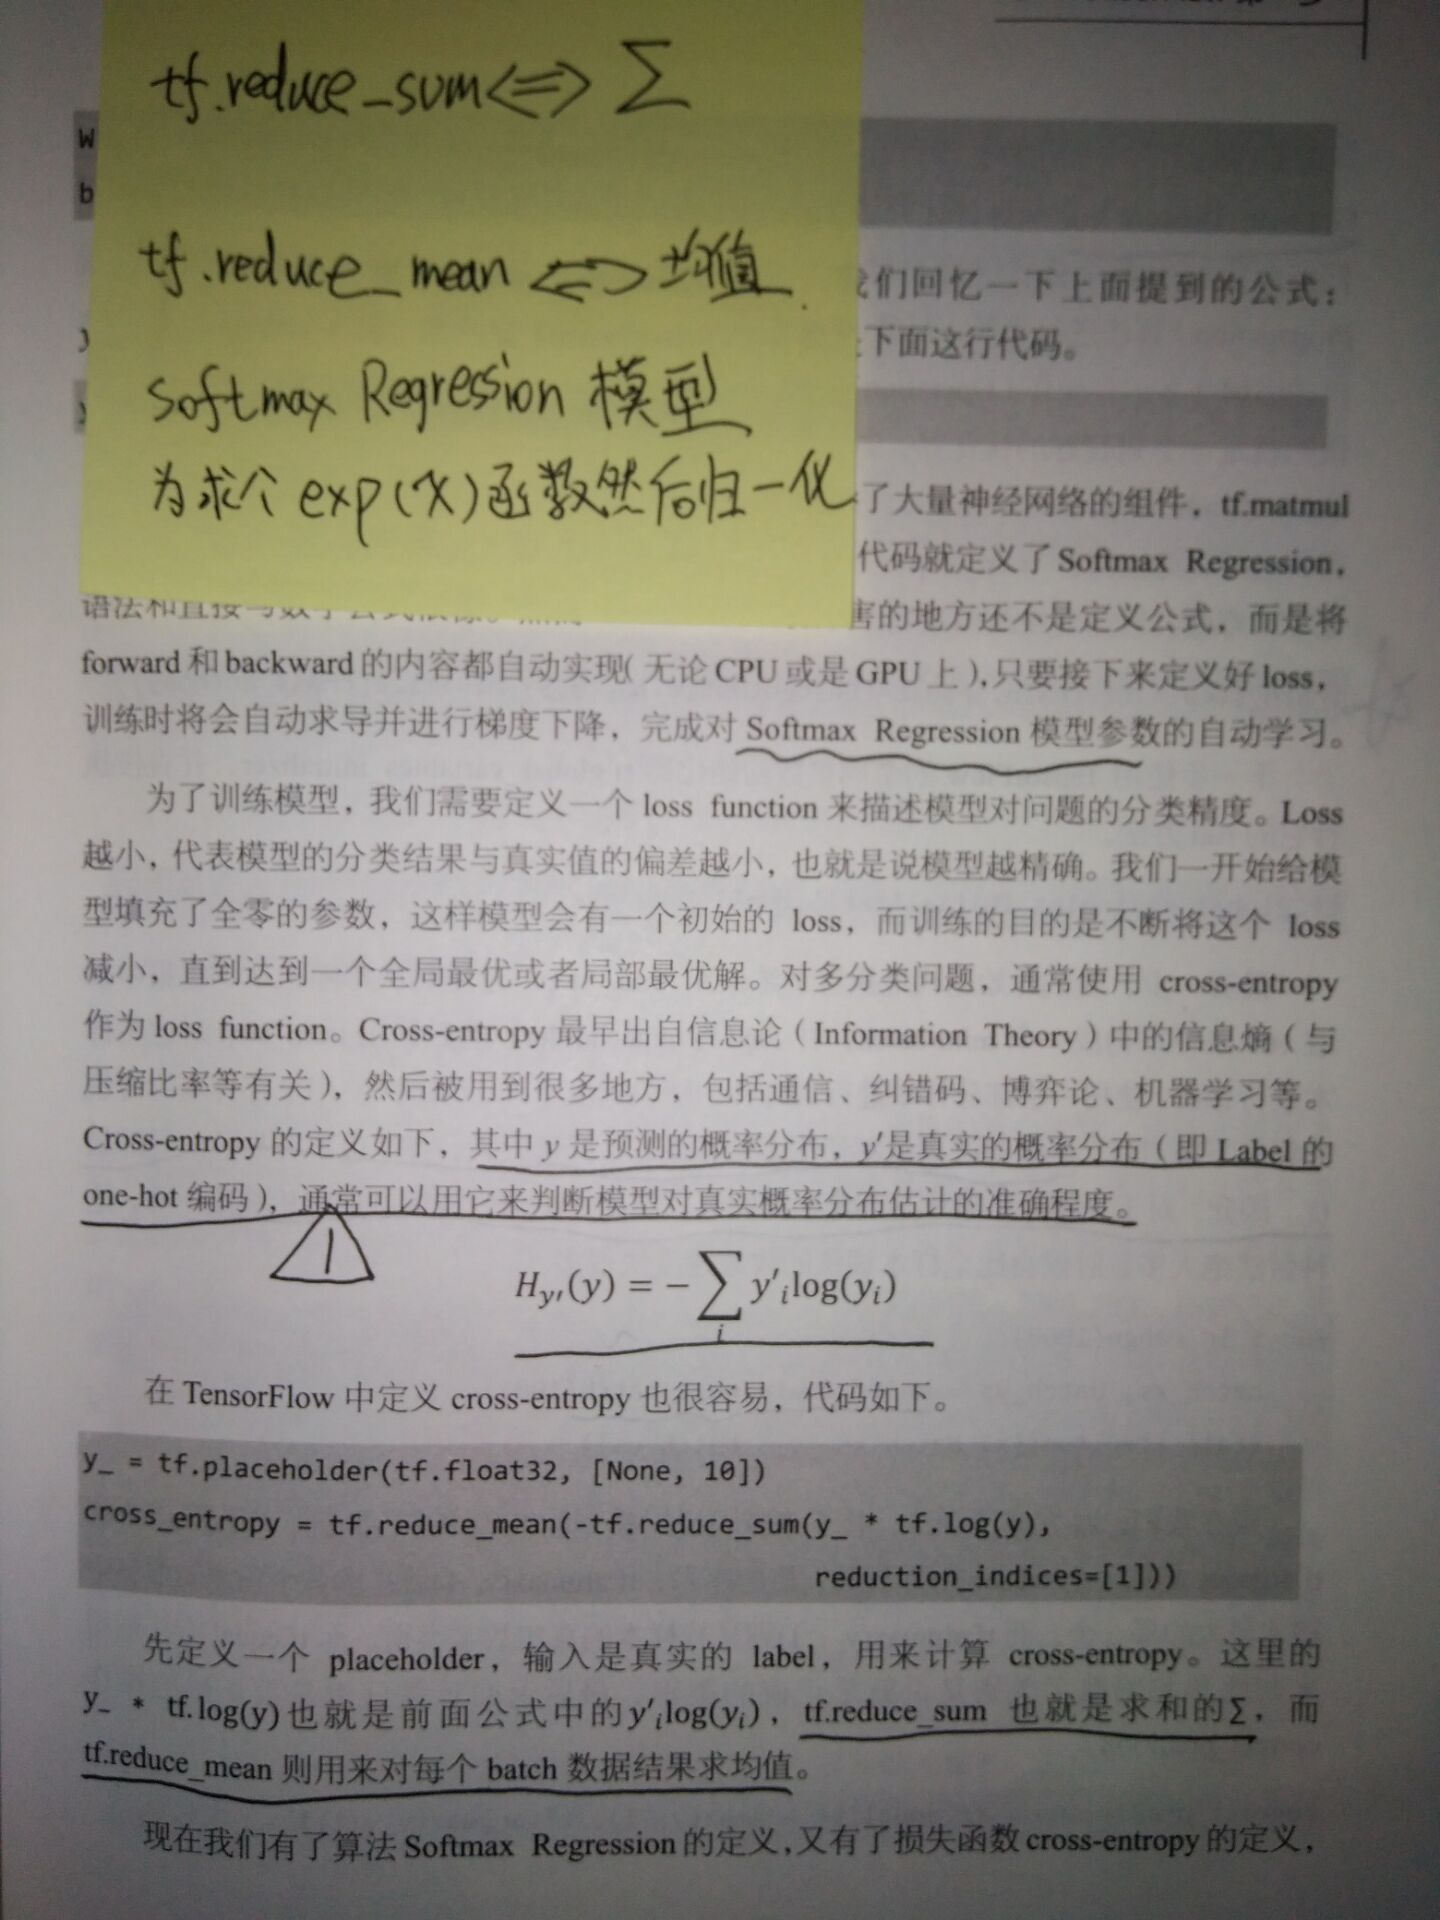 tf.reduce_sum<=> Σ
tf.reduce_mean <=> 均值
Softmax Regression 模型
为求个 exp(x)函数然后归一化
W
b
们回忆一下上面提到的公式：
下面这行代码。
了大量神经网络的组件，tf.matmul
代码就定义了Softmax Regression，
语法和直接写数学公式很像。 害的地方还不是定义公式，而是将
forward 和 backward 的内容都自动实现（无论 CPU 或是 GPU 上），只要接下来定义好 loss，
训练时将会自动求导并进行梯度下降，完成对 Softmax Regression 模型参数的自动学习。
为了训练模型，我们需要定义一个 loss function 来描述模型对问题的分类精度。Loss
越小，代表模型的分类结果与真实值的偏差越小，也就是说模型越精确。我们一开始给模
型填充了全零的参数，这样模型会有一个初始的 loss，而训练的目的是不断将这个 loss
减小，直到达到一个全局最优或者局部最优解。对多分类问题，通常使用 cross-entropy
作为 loss function。Cross-entropy 最早出自信息论（Information Theory）中的信息熵（与
压缩比率等有关），然后被用到很多地方，包括通信、纠错码、博弈论、机器学习等。
Cross-entropy 的定义如下，其中 y 是预测的概率分布，y′是真实的概率分布（即 Label 的
one-hot 编码），通常可以用它来判断模型对真实概率分布估计的准确程度。
1
H_{y′}(y) = −∑_i y′_i log(y_i)
在 TensorFlow 中定义 cross-entropy 也很容易，代码如下。
y_ = tf.placeholder(tf.float32, [None, 10])
cross_entropy = tf.reduce_mean(-tf.reduce_sum(y_ * tf.log(y),
reduction_indices=[1]))
先定义一个 placeholder，输入是真实的 label，用来计算 cross-entropy。这里的
y_ * tf.log(y)也就是前面公式中的y′_i log(y_i)，tf.reduce_sum 也就是求和的∑，而
tf.reduce_mean 则用来对每个 batch 数据结果求均值。
现在我们有了算法 Softmax Regression 的定义，又有了损失函数 cross-entropy 的定义，